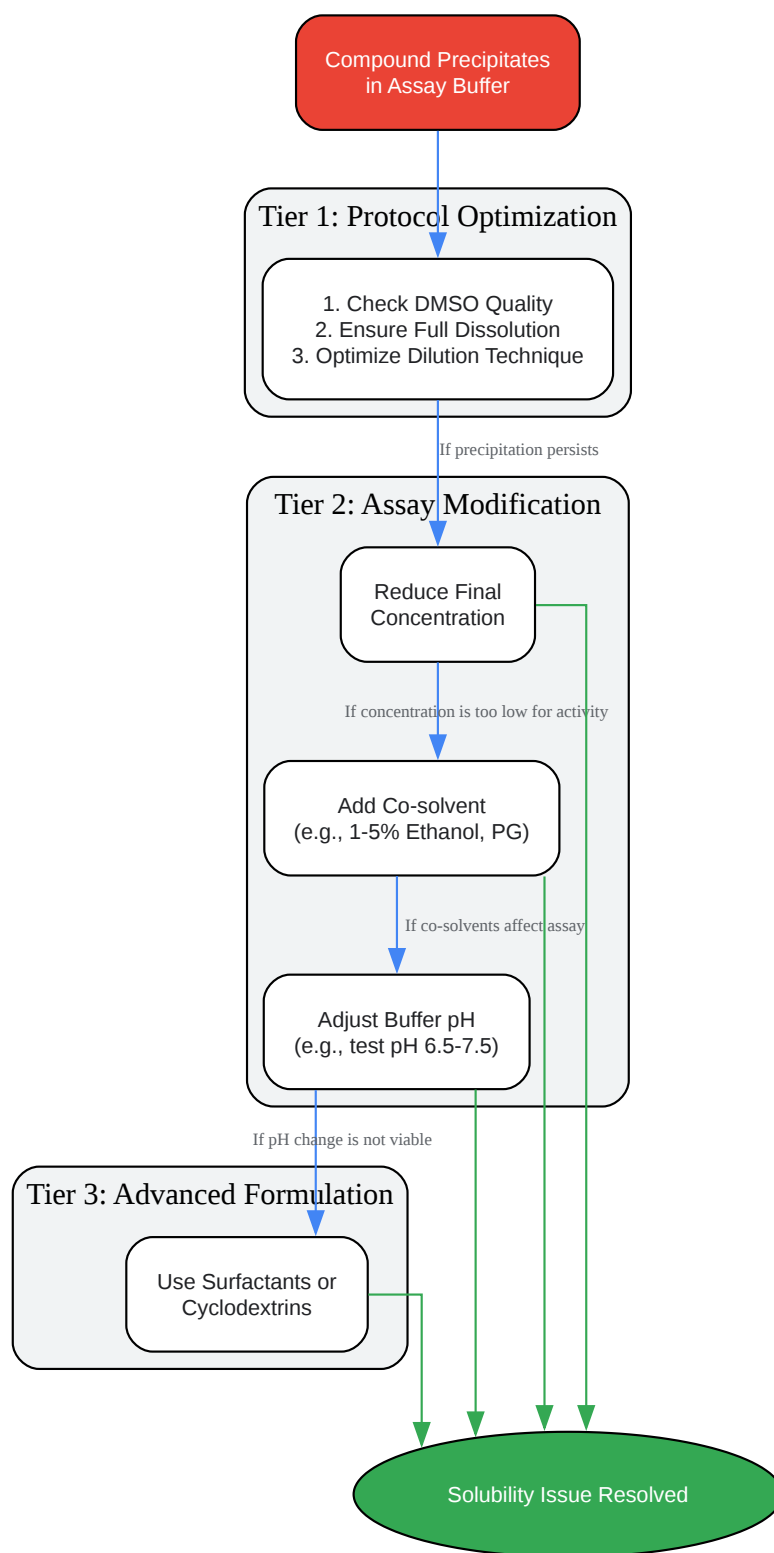 Compound Precipitates
in Assay Buffer
Tier 1: Protocol Optimization
1. Check DMSO Quality
2. Ensure Full Dissolution
3. Optimize Dilution Technique
If precipitation persists
Tier 2: Assay Modification
Reduce Final
Concentration
If concentration is too low for activity
Add Co-solvent
(e.g., 1-5% Ethanol, PG)
If co-solvents affect assay
Adjust Buffer pH
(e.g., test pH 6.5-7.5)
If pH change is not viable
Tier 3: Advanced Formulation
Use Surfactants or
Cyclodextrins
Solubility Issue Resolved